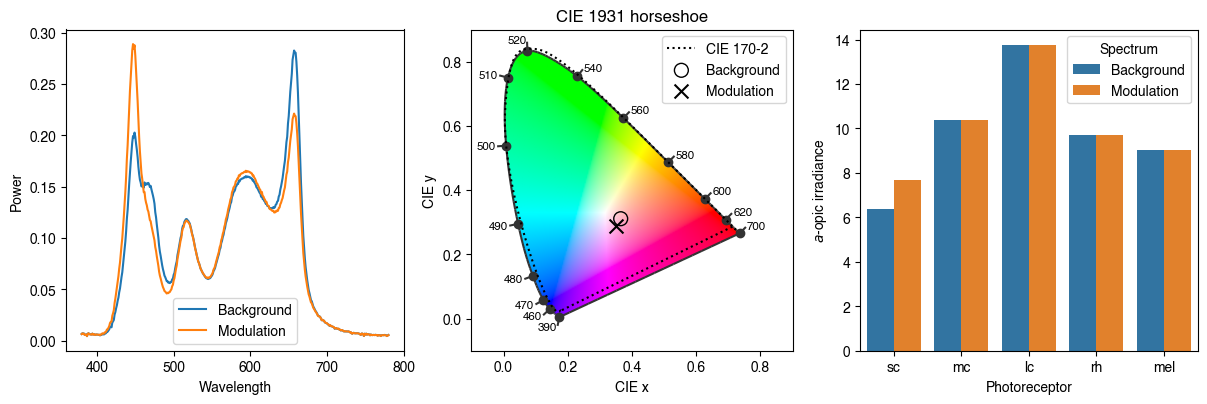 0.30
0.25
0.20
0.15
0.10
0.05
0.00
Power
400
500
600
700
800
Wavelength
Background
Modulation
CIE 1931 horseshoe
0.8
0.6
0.4
0.2
0.0
CIE y
0.0
0.2
0.4
0.6
0.8
CIE x
CIE 170-2
Background
Modulation
520
540
510
560
500
580
600
620
700
490
480
470
460
390
14
12
10
8
6
4
2
0
a-opic irradiance
sc
mc
lc
rh
mel
Photoreceptor
Spectrum
Background
Modulation